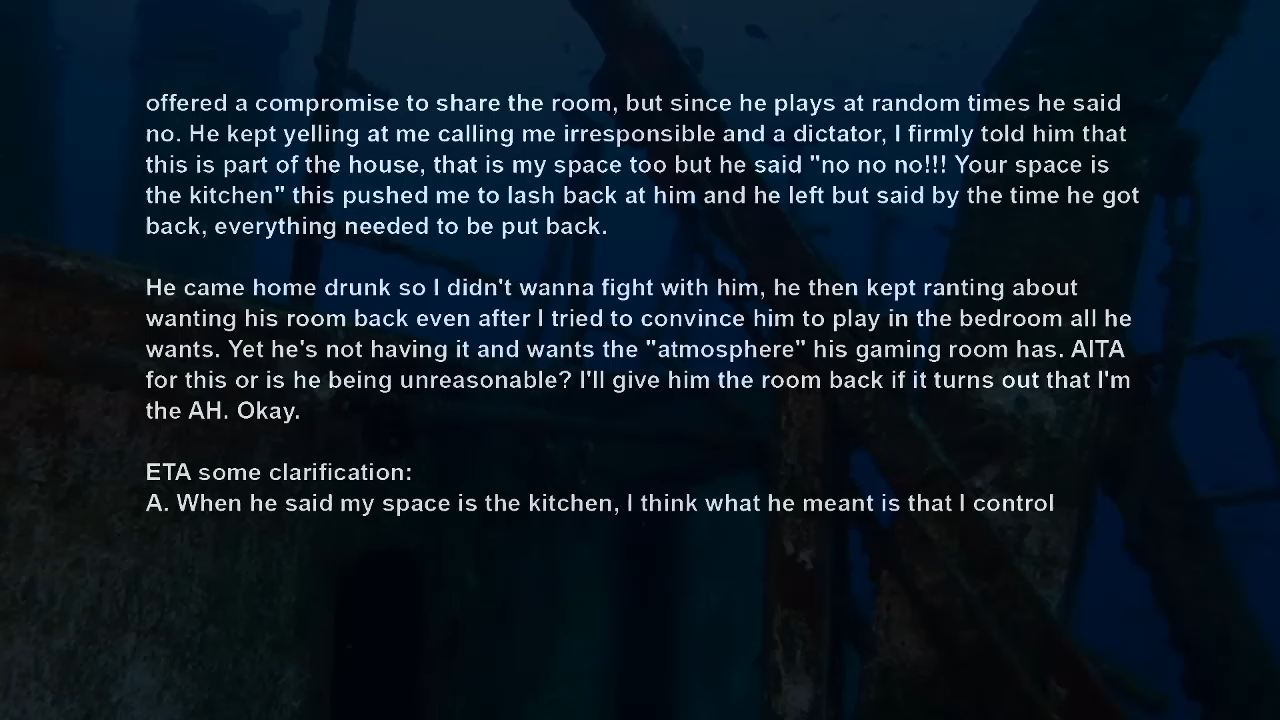 offered a compromise to share the room, but since he plays at random times he said
no. He kept yelling at me calling me irresponsible and a dictator, I firmly told him that
this is part of the house, that is my space too but he said "no no no!!! Your space is
the kitchen" this pushed me to lash back at him and he left but said by the time he got
back, everything needed to be put back.
He came home drunk so I didn't wanna fight with him, he then kept ranting about
wanting his room back even after I tried to convince him to play in the bedroom all he
wants. Yet he's not having it and wants the "atmosphere" his gaming room has. AITA
for this or is he being unreasonable? I'll give him the room back if it turns out that I'm
the AH. Okay.
ETA some clarification:
A. When he said my space is the kitchen, I think what he meant is that I control